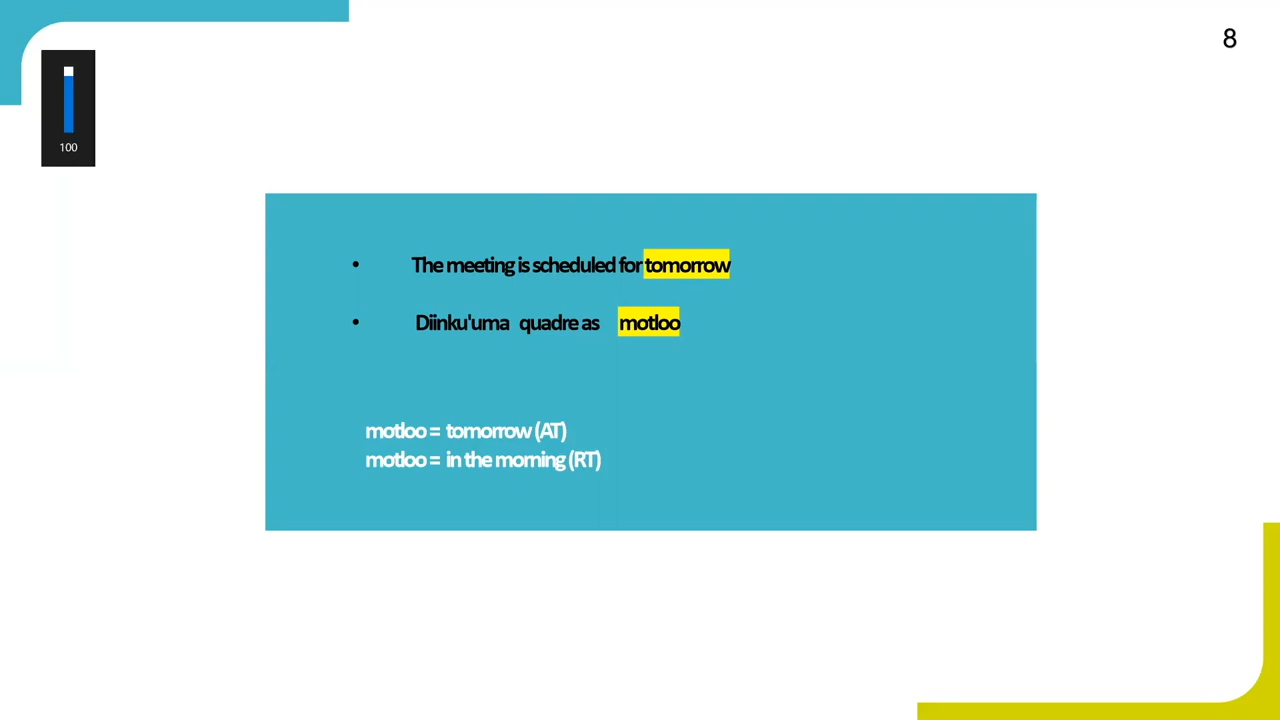 8
100
• The meeting is scheduled for tomorrow
• Diinku'uma quadre as motloo
motloo = tomorrow (AT)
motloo = in the morning (RT)